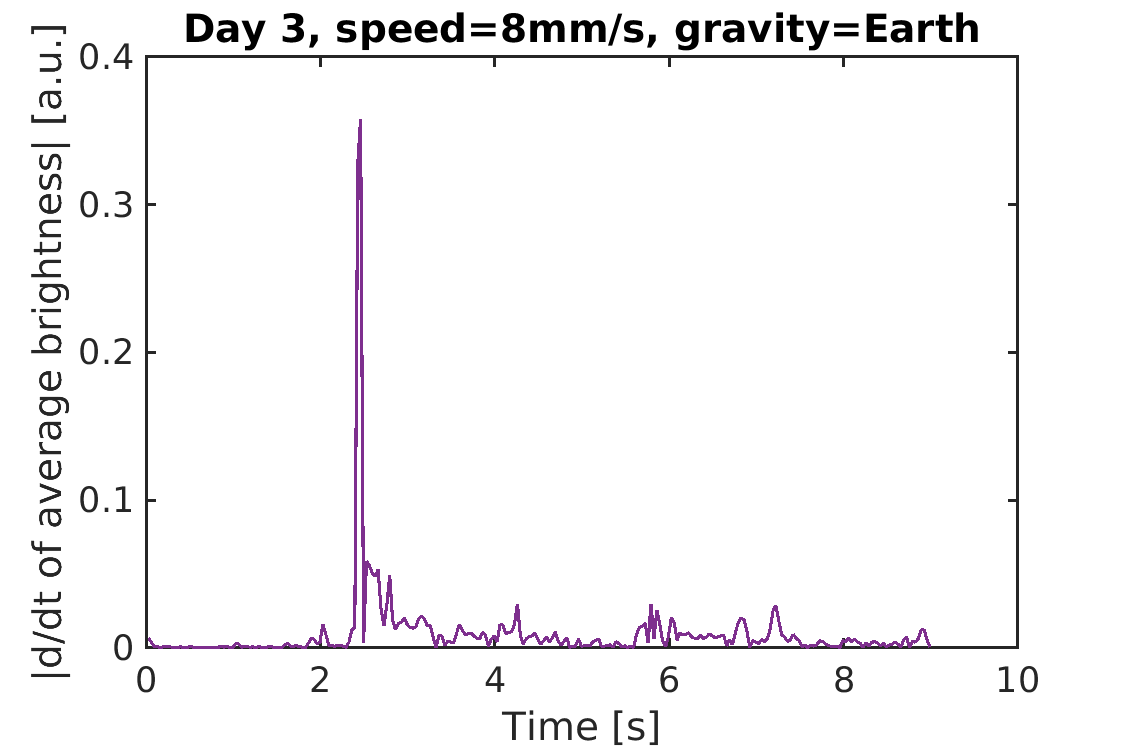 Day 3, speed=8mm/s, gravity=Earth
|d/dt of average brightness| [a.u.]
0.4
0.3
0.2
0.1
0
0 2 4 6 8 10
Time [s]